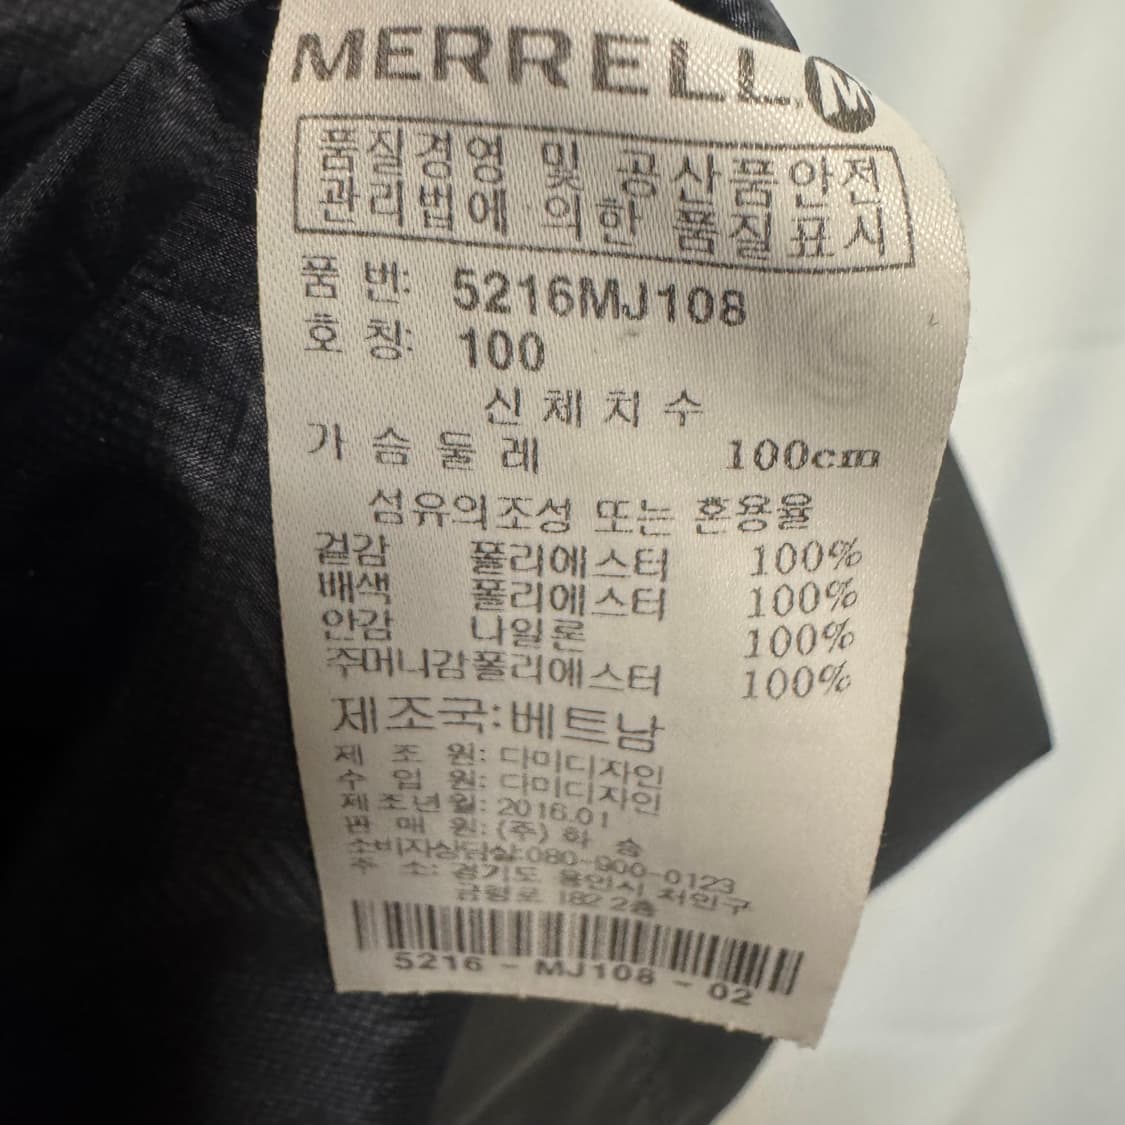 MERRELL M
품질경영 및 공산품안전
관리법에 의한 품질표시
품 번: 5216MJ108
호 칭: 100
신 체 치 수
가 슴 둘 레 100cm
섬유의조성 또는 혼용율
겉감 폴리에스터 100%
배색 폴리에스터 100%
안감 나일론 100%
주머니감폴리에스터 100%
제조국:베트남
제 조 원: 다미디자인
수 입 원: 다미디자인
제조년월: 2016.01
판 매 원: (주) 화 승
소비자상담실:080-900-0123
주 소: 경기도 용인시 처인구
182 2층
5216 - MJ108 - 02